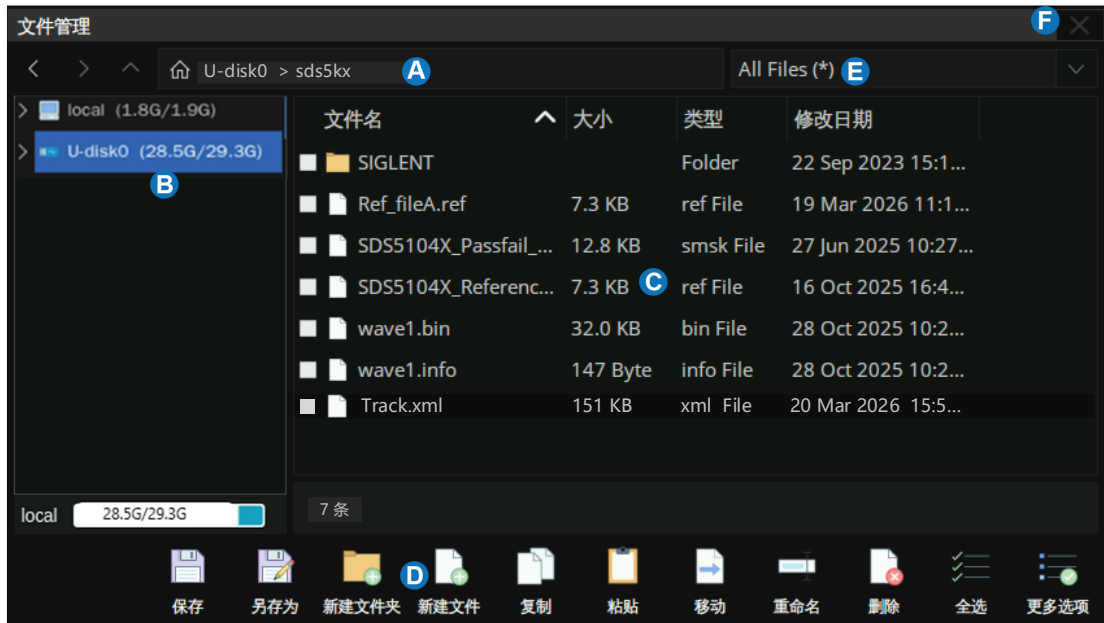 文件管理
F
U-disk0 > sds5kx
A
All Files (*)
E
local (1.8G/1.9G)
U-disk0 (28.5G/29.3G)
B
文件名 大小 类型 修改日期
SIGLENT Folder 22 Sep 2023 15:1...
Ref_fileA.ref 7.3 KB ref File 19 Mar 2026 11:1...
SDS5104X_Passfail_... 12.8 KB smsk File 27 Jun 2025 10:27...
SDS5104X_Referenc... 7.3 KB C ref File 16 Oct 2025 16:4...
wave1.bin 32.0 KB bin File 28 Oct 2025 10:2...
wave1.info 147 Byte info File 28 Oct 2025 10:2...
Track.xml 151 KB xml File 20 Mar 2026 15:5...
local 28.5G/29.3G
7 条
D
保存 另存为 新建文件夹 新建文件 复制 粘贴 移动 重命名 删除 全选 更多选项